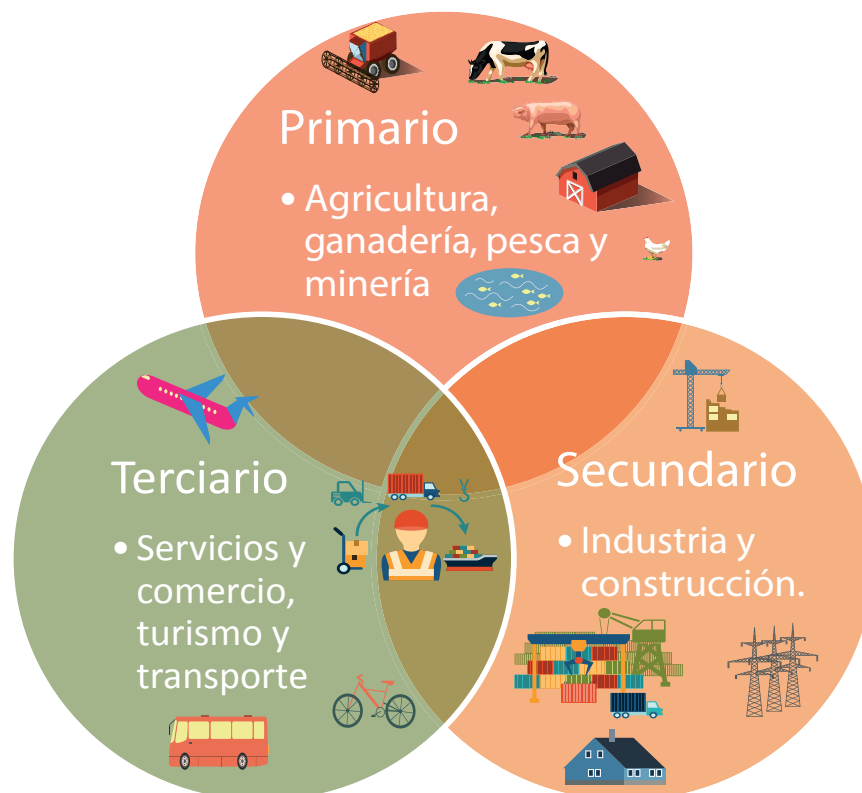 Primario
• Agricultura,
ganadería, pesca y
minería
Terciario
• Servicios y
comercio,
turismo y
transporte
Secundario
• Industria y
construcción.